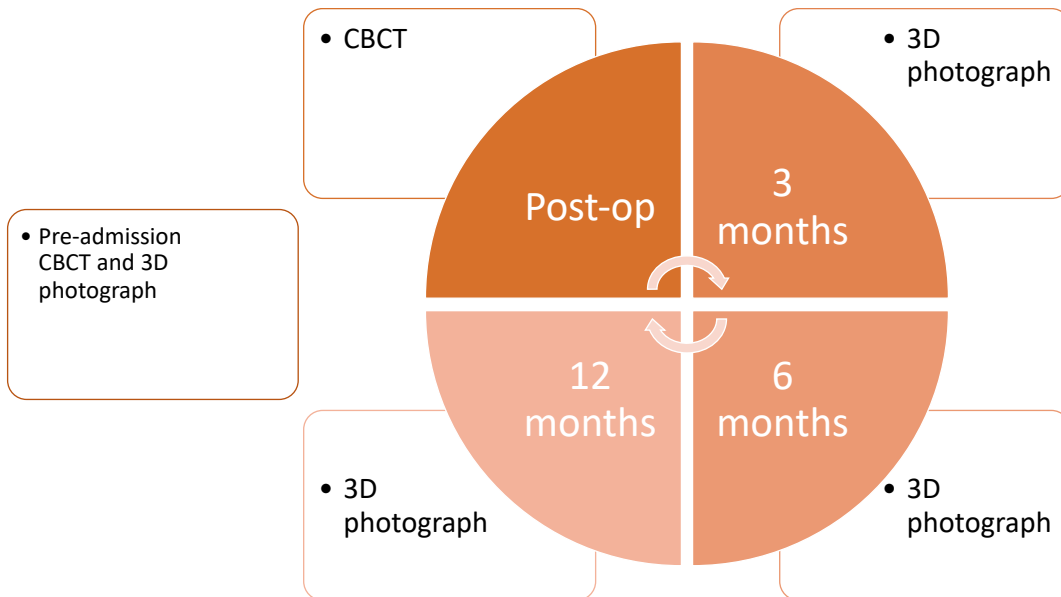 • CBCT
• 3D
photograph
Post-op
3
months
• Pre-admission
CBCT and 3D
photograph
12
months
6
months
• 3D
photograph
• 3D
photograph